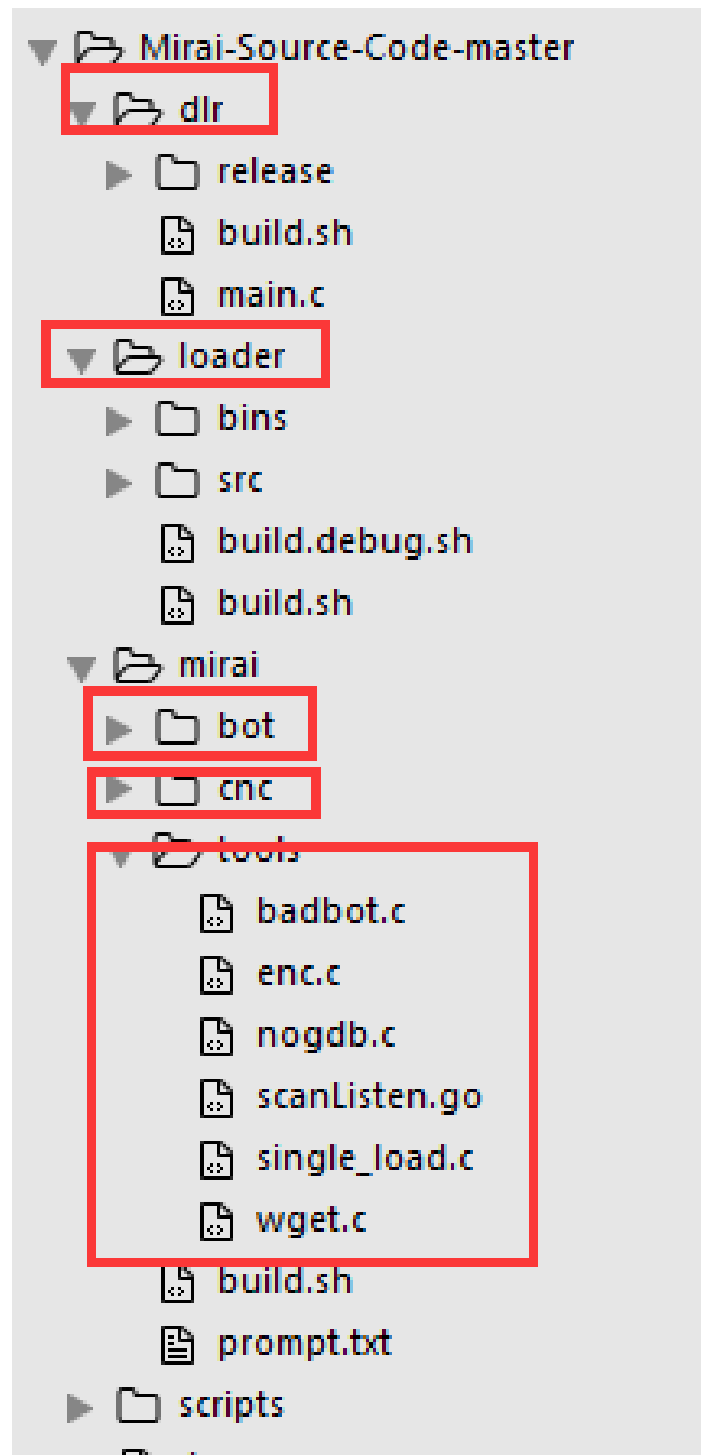 Mirai-Source-Code-master
dlr
release
build.sh
main.c
loader
bins
src
build.debug.sh
build.sh
mirai
bot
cnc
tools
badbot.c
enc.c
nogdb.c
scanListen.go
single_load.c
wget.c
build.sh
prompt.txt
scripts